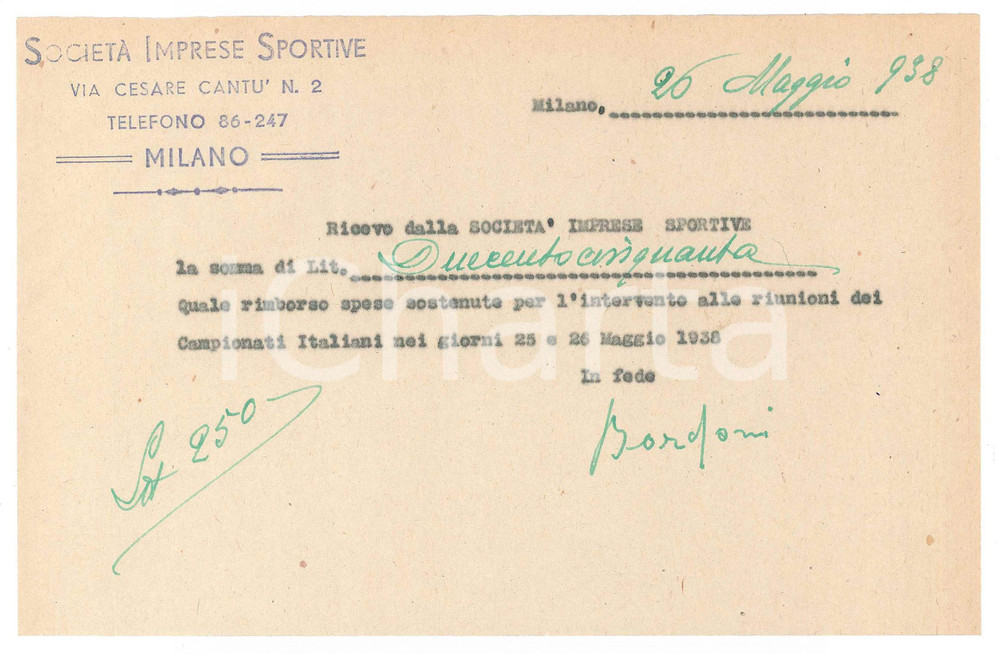 SOCIETÀ IMPRESE SPORTIVE
VIA CESARE CANTU' N. 2
TELEFONO 86-247
MILANO
Milano, 26 Maggio 938
Ricevo dalla SOCIETA' IMPRESE SPORTIVE
la somma di Lit. Duecentocinquanta
Quale rimborso spese sostenute per l'intervento alle riunioni dei
Campionati Italiani nei giorni 25 e 26 Maggio 1938
In fede
Bordoni
Lit. 250-
iCharta